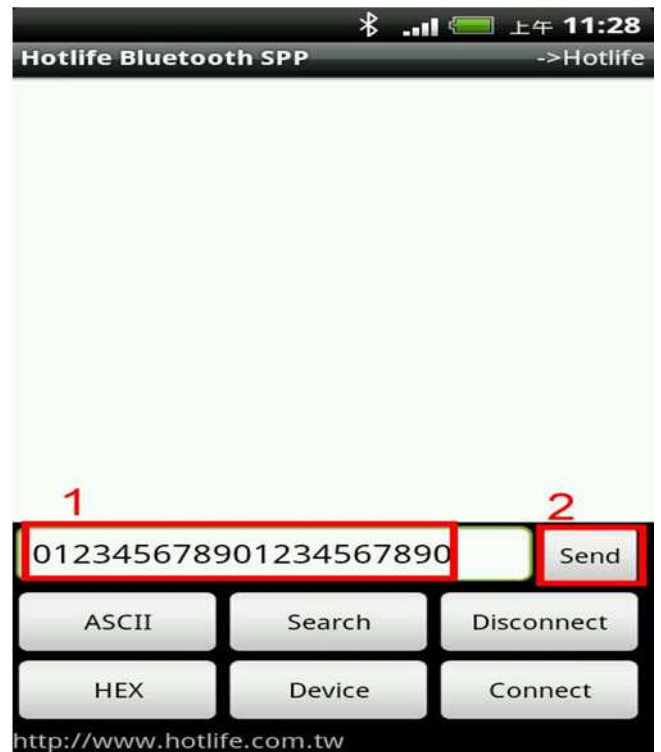 上午 11:28
Hotlife Bluetooth SPP ->Hotlife
1 2
012345678901234567890 Send
ASCII Search Disconnect
HEX Device Connect
http://www.hotlife.com.tw